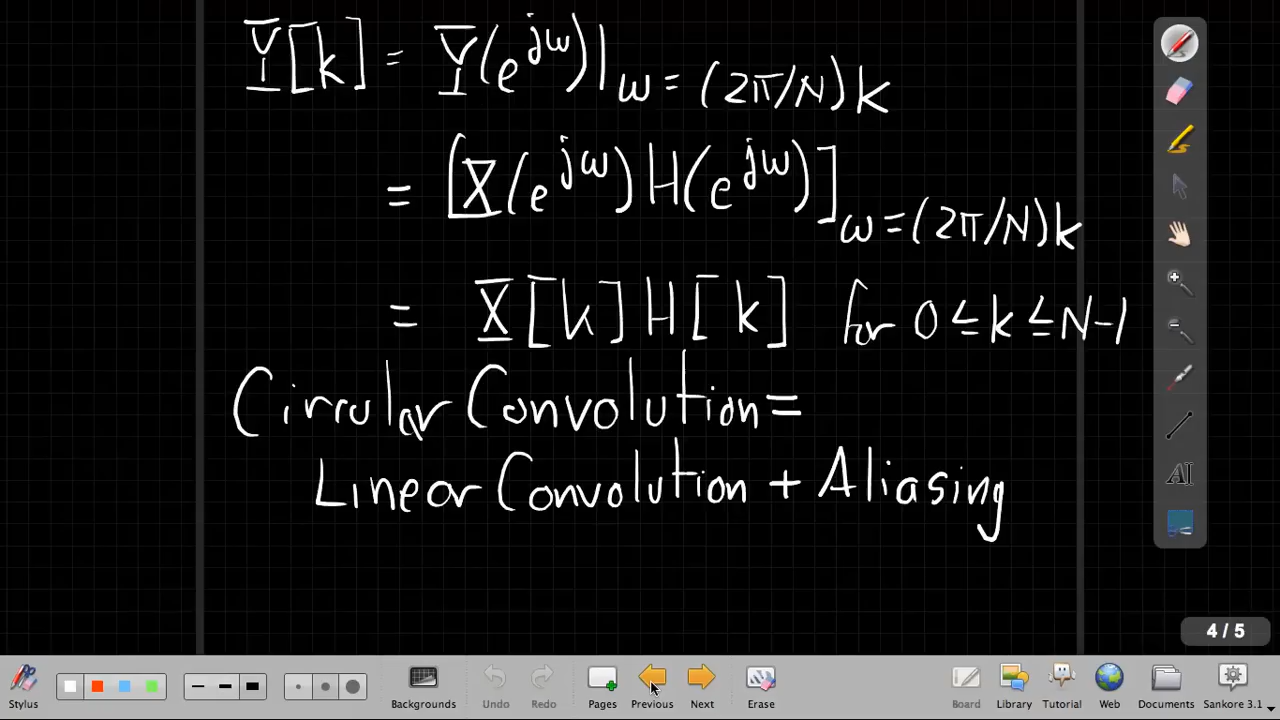 Y[k] = Y(e^jω)|ω = (2π/N)k
= [X(e^jω)H(e^jω)]ω = (2π/N)k
= X[k]H[k] for 0 ≤ k ≤ N-1
Circular Convolution =
Linear Convolution + Aliasing
4 / 5
Stylus Backgrounds Undo Redo Pages Previous Next Erase Board Library Tutorial Web Documents Sankore 3.1